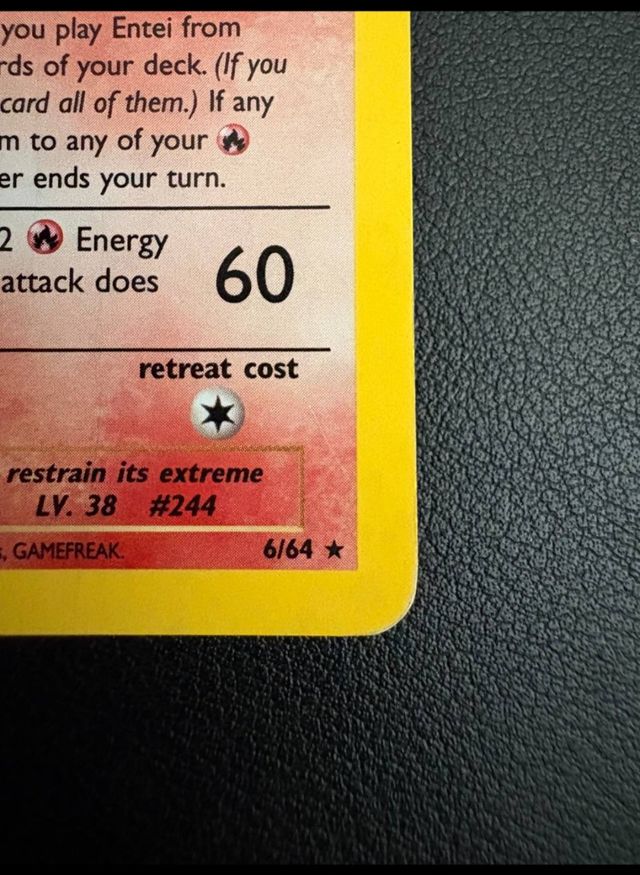 you play Entei from
rds of your deck. (If you
card all of them.) If any
m to any of your
er ends your turn.
2 Energy
attack does 60
retreat cost
restrain its extreme
LV. 38 #244
, GAMEFREAK. 6/64 ★